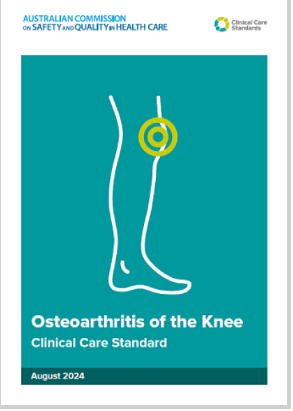 AUSTRALIAN COMMISSION
ON SAFETY AND QUALITY IN HEALTH CARE
Clinical Care
Standards
Osteoarthritis of the Knee
Clinical Care Standard
August 2024